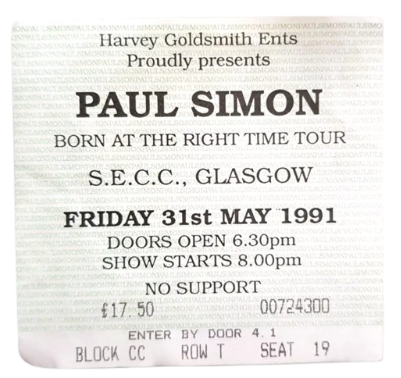 Harvey Goldsmith Ents
Proudly presents
PAUL SIMON
BORN AT THE RIGHT TIME TOUR
S.E.C.C., GLASGOW
FRIDAY 31st MAY 1991
DOORS OPEN 6.30pm
SHOW STARTS 8.00pm
NO SUPPORT
£17.50 00724300
ENTER BY DOOR 4.1
BLOCK CC ROW T SEAT 19